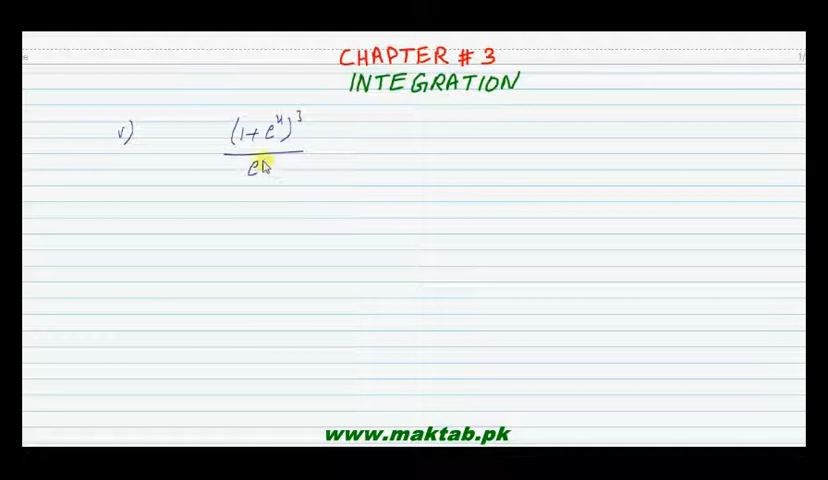 CHAPTER # 3
INTEGRATION
v) (1+e^x)^3
e
www.maktab.pk